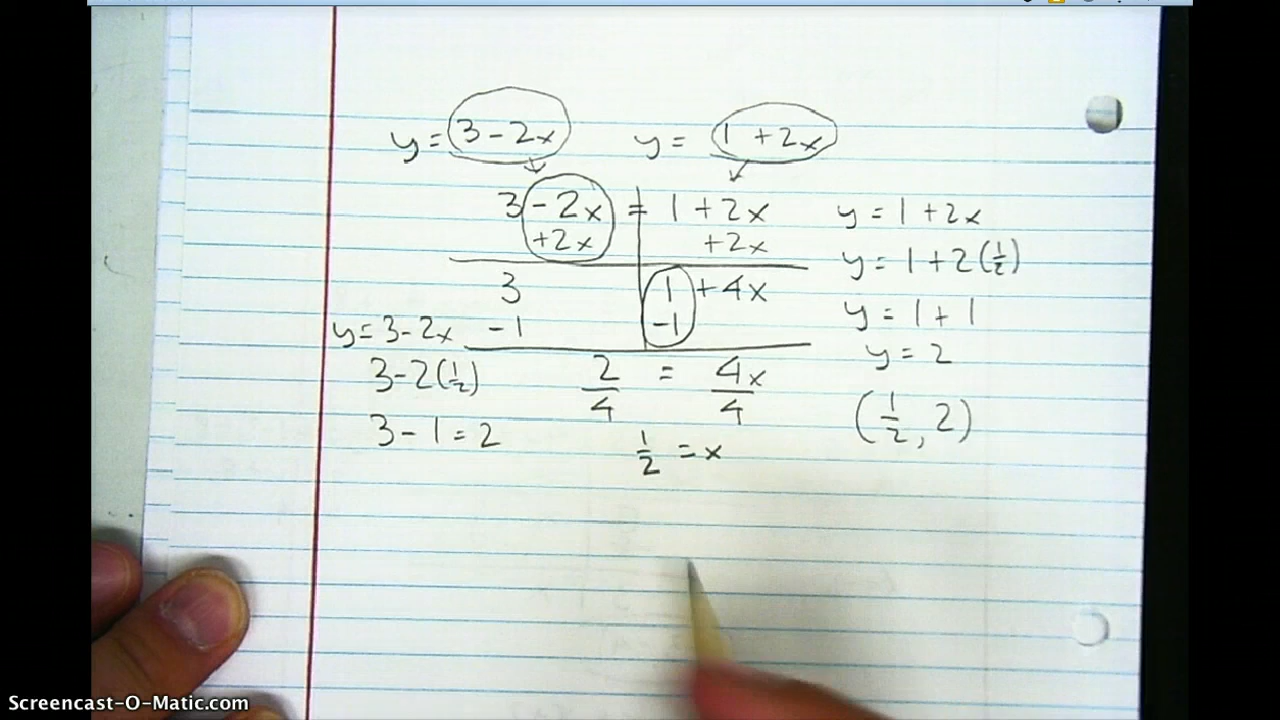 y = 3 - 2x y = 1 + 2x
3 - 2x = 1 + 2x
+2x +2x
3 1 + 4x
- 1 - 1
2/4 = 4x/4
1/2 = x
y = 3 - 2x
3 - 2(1/2)
3 - 1 = 2
y = 1 + 2x
y = 1 + 2(1/2)
y = 1 + 1
y = 2
(1/2, 2)
Screencast-O-Matic.com